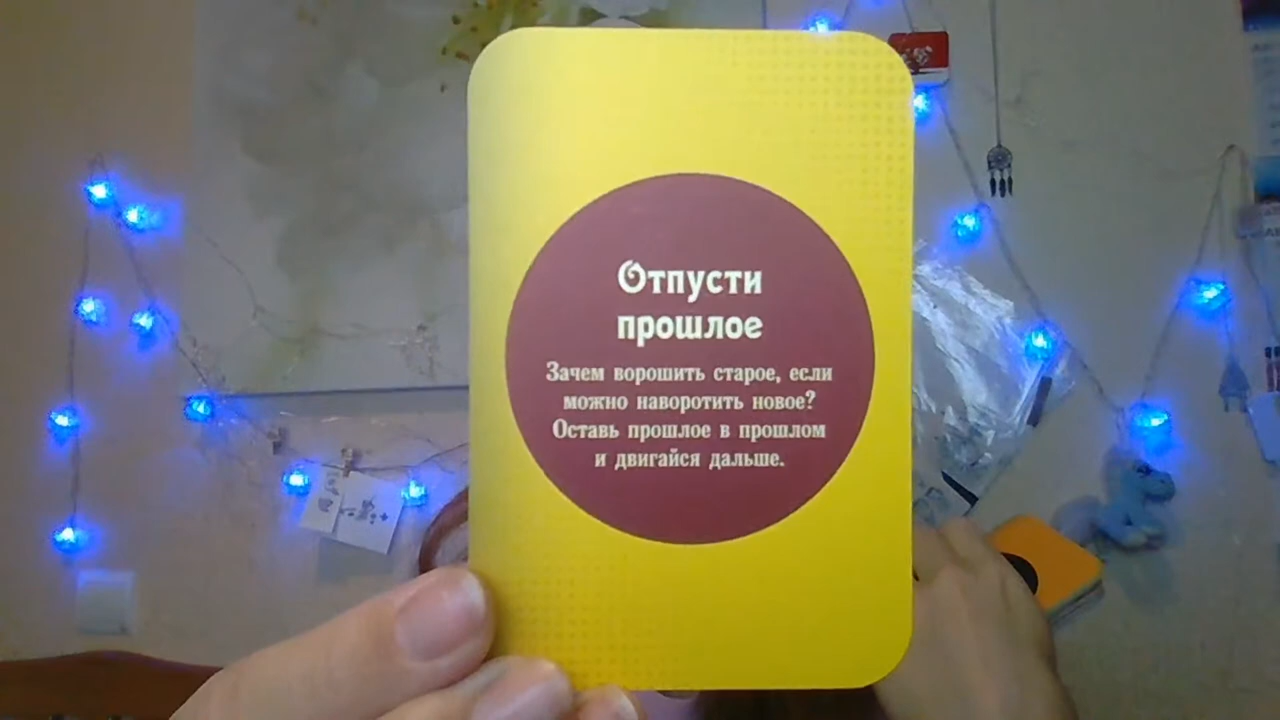 Отпусти
прошлое
Зачем ворошить старое, если
можно наворотить новое?
Оставь прошлое в прошлом
и двигайся дальше.